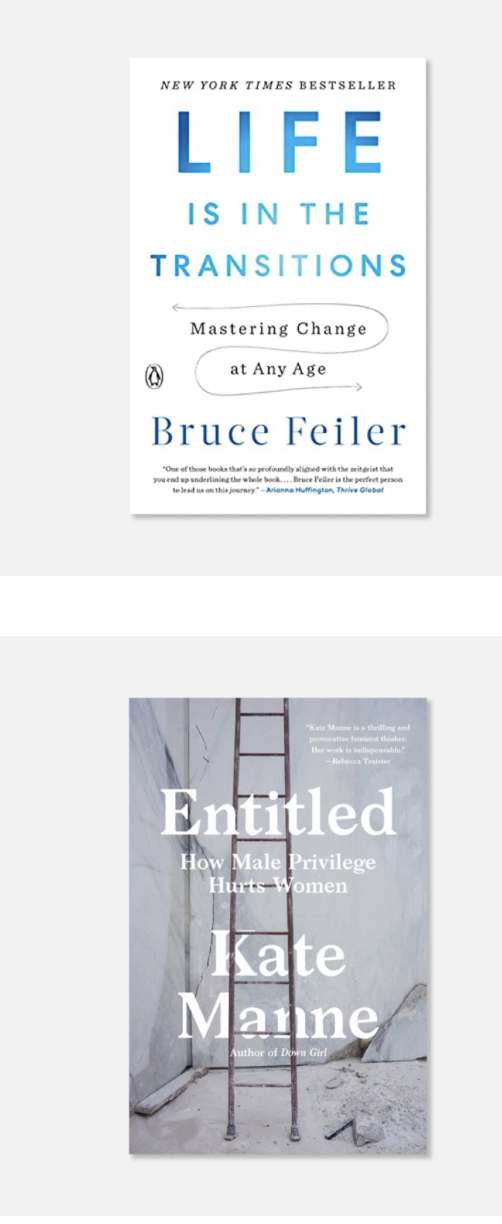 NEW YORK TIMES BESTSELLER
LIFE
IS IN THE
TRANSITIONS
Mastering Change
at Any Age
Bruce Feiler
"One of those books that's so profoundly aligned with the zeitgeist that
you end up underlining the whole book.... Bruce Feiler is the perfect person
to lead us on this journey." –Arianna Huffington, Thrive Global
"Kate Manne is a thrilling and
provocative feminist thinker.
Her work is indispensable."
—Rebecca Traister
Entitled
How Male Privilege
Hurts Women
Kate
Manne
Author of Down Girl